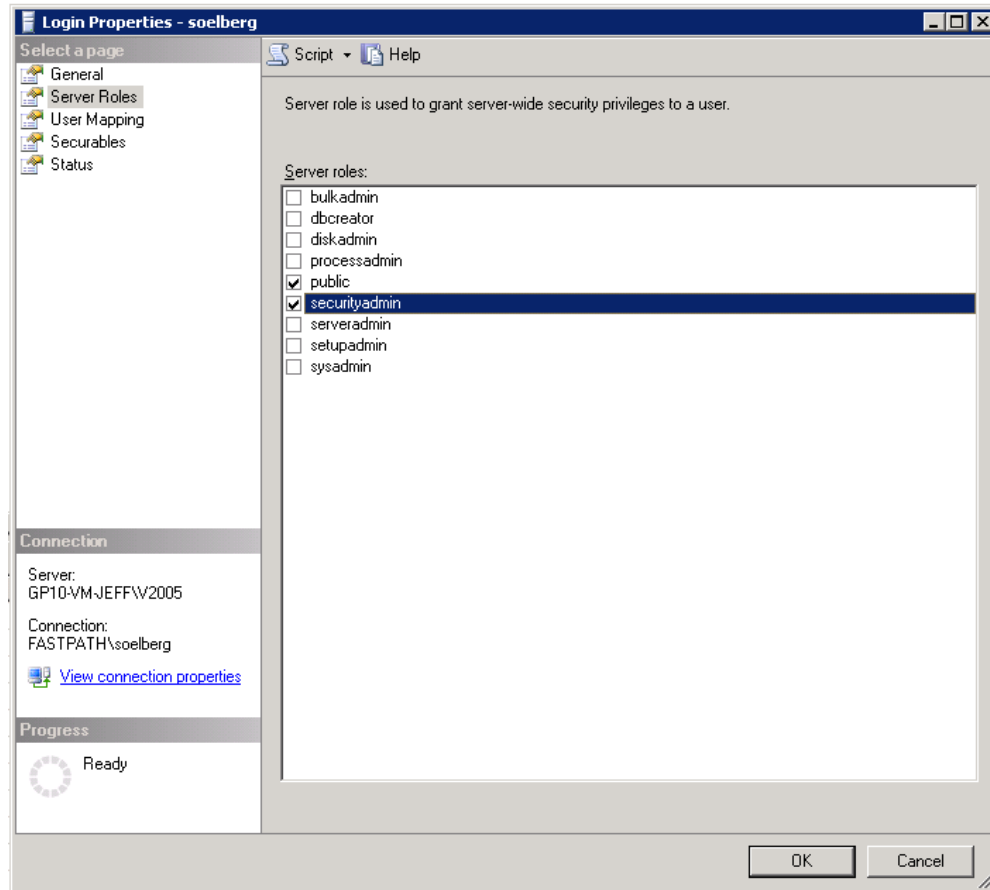 Login Properties - soelberg
Select a page
General
Server Roles
User Mapping
Securables
Status
Script
Help
Server role is used to grant server-wide security privileges to a user.
Server roles:
bulkadmin
dbcreator
diskadmin
processadmin
public
securityadmin
serveradmin
setupadmin
sysadmin
Connection
Server:
GP10-VM-JEFF\V2005
Connection:
FASTPATH\soelberg
View connection properties
Progress
Ready
OK
Cancel